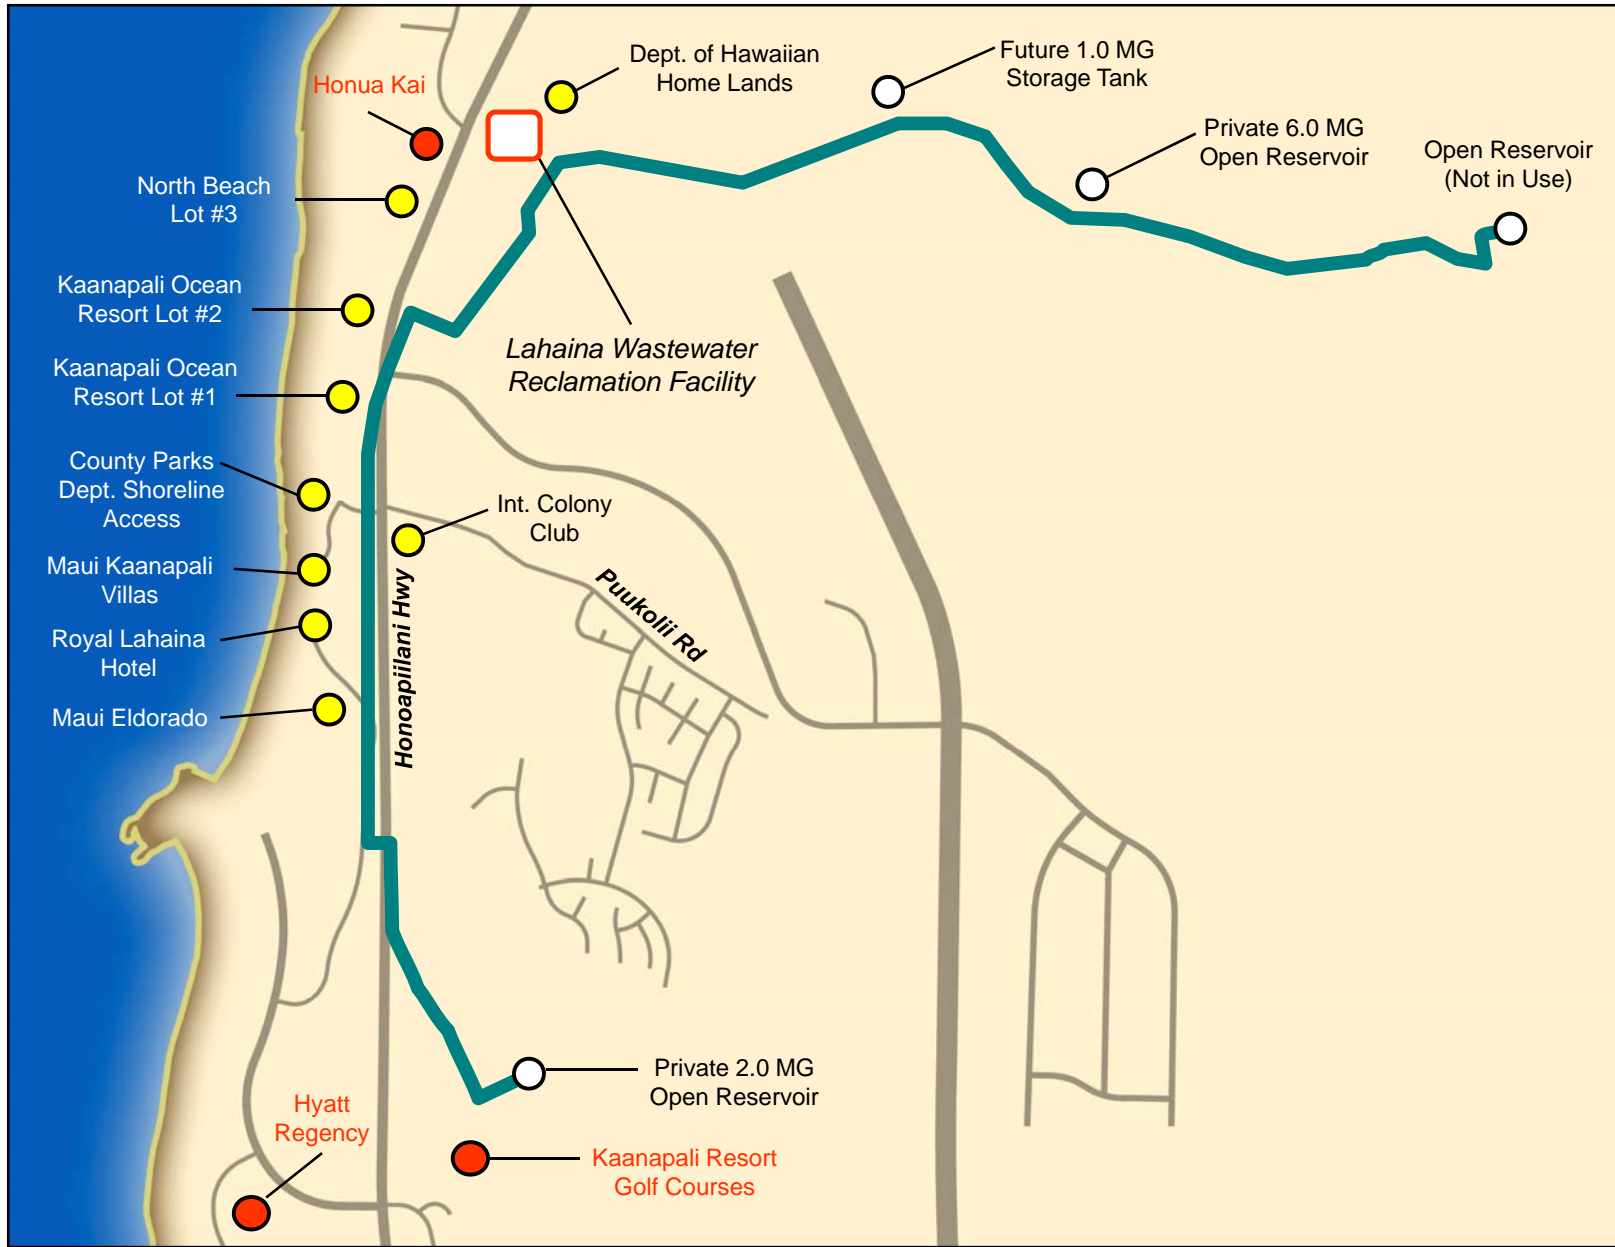 Dept. of Hawaiian
Home Lands
Future 1.0 MG
Storage Tank
Honua Kai
Private 6.0 MG
Open Reservoir
Open Reservoir
(Not in Use)
North Beach
Lot #3
Kaanapali Ocean
Resort Lot #2
Lahaina Wastewater
Reclamation Facility
Kaanapali Ocean
Resort Lot #1
County Parks
Dept. Shoreline
Access
Int. Colony
Club
Maui Kaanapali
Villas
Puukolii Rd
Honoapiilani Hwy
Royal Lahaina
Hotel
Maui Eldorado
Private 2.0 MG
Open Reservoir
Hyatt
Regency
Kaanapali Resort
Golf Courses